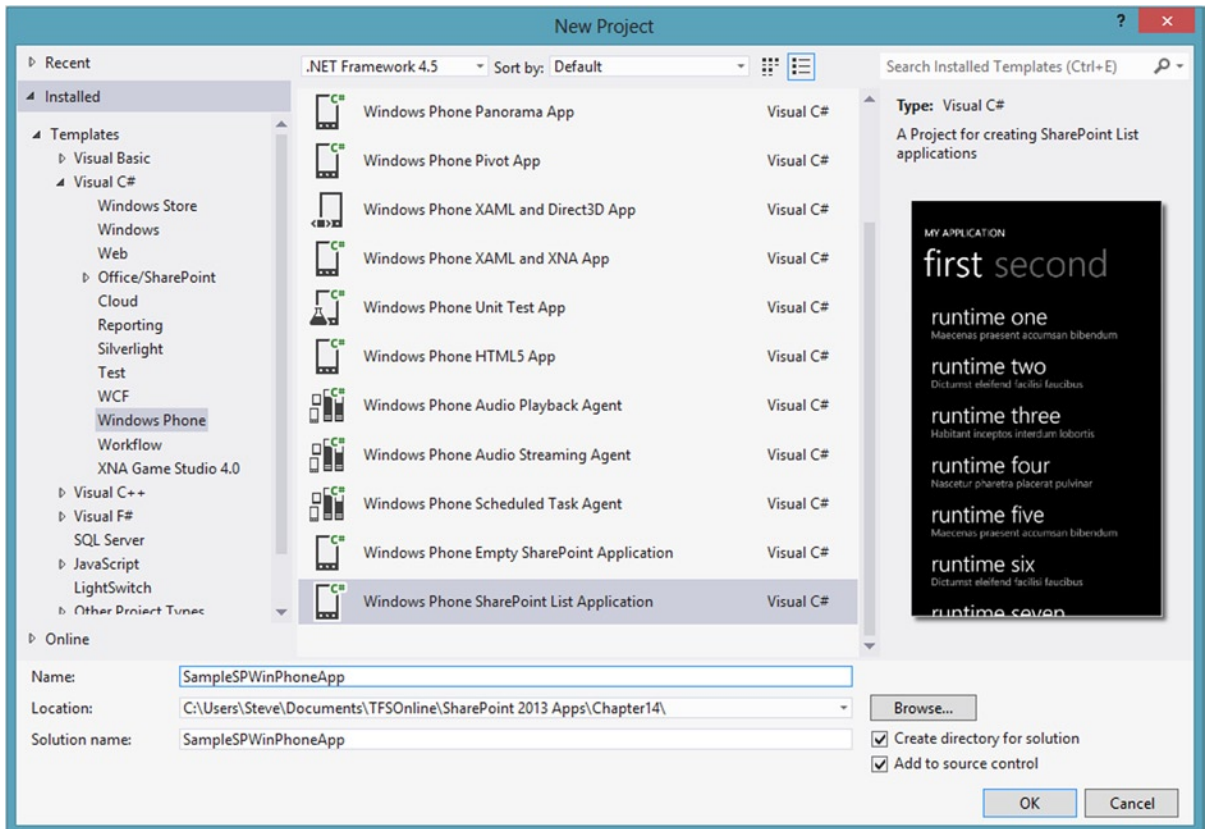 New Project
?
×
Recent
Installed
Templates
Visual Basic
Visual C#
Windows Store
Windows
Web
Office/SharePoint
Cloud
Reporting
Silverlight
Test
WCF
Windows Phone
Workflow
XNA Game Studio 4.0
Visual C++
Visual F#
SQL Server
JavaScript
LightSwitch
Other Project Types
Online
.NET Framework 4.5 Sort by: Default
Windows Phone Panorama App Visual C#
Windows Phone Pivot App Visual C#
Windows Phone XAML and Direct3D App Visual C#
Windows Phone XAML and XNA App Visual C#
Windows Phone Unit Test App Visual C#
Windows Phone HTML5 App Visual C#
Windows Phone Audio Playback Agent Visual C#
Windows Phone Audio Streaming Agent Visual C#
Windows Phone Scheduled Task Agent Visual C#
Windows Phone Empty SharePoint Application Visual C#
Windows Phone SharePoint List Application Visual C#
Search Installed Templates (Ctrl+E)
Type: Visual C#
A Project for creating SharePoint List
applications
MY APPLICATION
first second
runtime one
Maecenas praesent accumsan bibendum
runtime two
Dictumst eleifend facilisi faucibus
runtime three
Habitant inceptos interdum lobortis
runtime four
Nascetur pharetra placerat pulvinar
runtime five
Maecenas praesent accumsan bibendum
runtime six
Dictumst eleifend facilisi faucibus
runtime seven
Name: SampleSPWinPhoneApp
Location: C:\Users\Steve\Documents\TFSOnline\SharePoint 2013 Apps\Chapter14\ Browse...
Solution name: SampleSPWinPhoneApp
Create directory for solution
Add to source control
OK Cancel